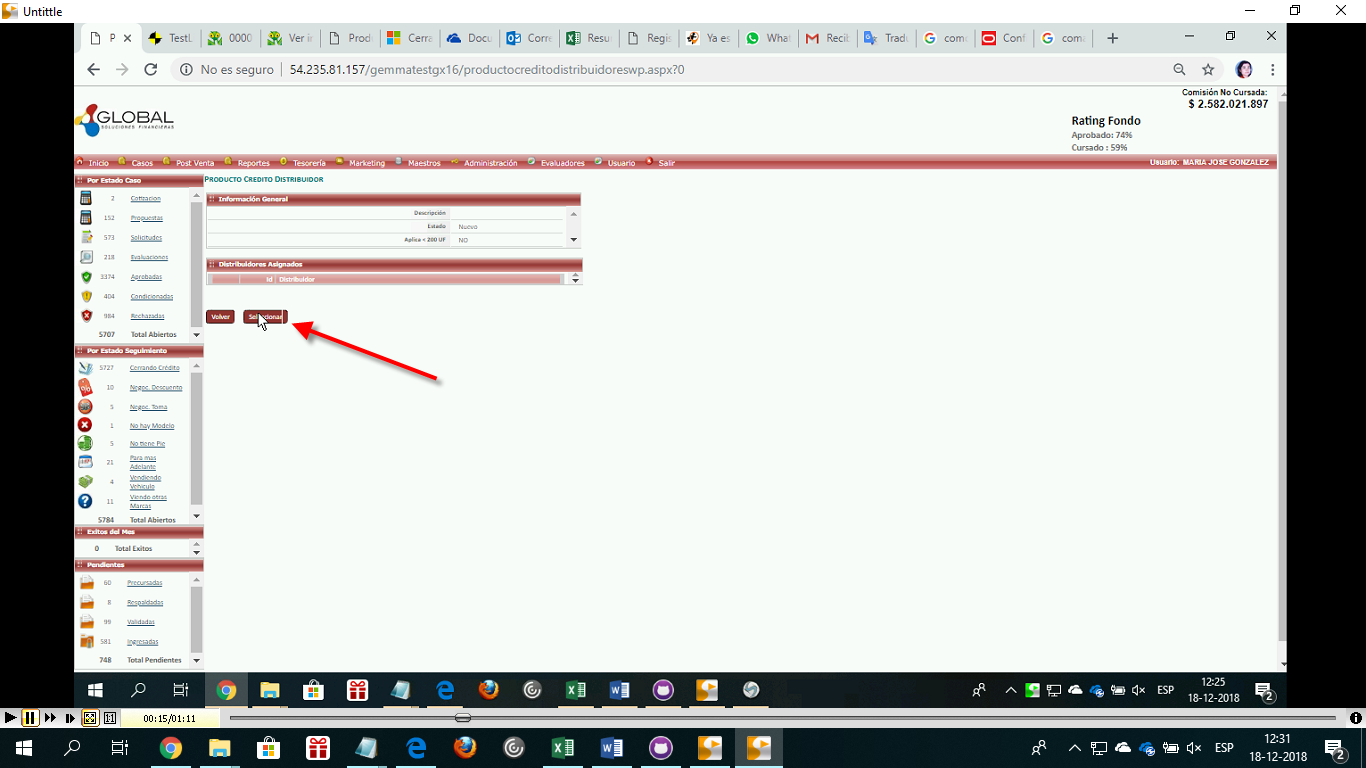 Untittle
P
TestL
0000
Ver in
Prod
Cerra
Docu
Corre
Resu
Regis
Ya es
What
Recib
Tradu
com
Conf
com
No es seguro | 54.235.81.157/gemmatestgx16/productocreditodistribuidoreswp.aspx?0
GLOBAL
SOLUCIONES FINANCIERAS
Comisión No Cursada:
$ 2.582.021.897
Rating Fondo
Aprobado: 74%
Cursado : 59%
Inicio Casos Post Venta Reportes Tesorería Marketing Maestros Administración Evaluadores Usuario Salir Usuario: MARIA JOSE GONZALEZ
Por Estado Caso
2 Cotizacion
152 Propuestas
573 Solicitudes
218 Evaluaciones
3374 Aprobadas
404 Condicionadas
984 Rechazadas
5707 Total Abiertos
Por Estado Seguimiento
5727 Cerrando Crédito
10 Negoc. Descuento
5 Negoc. Toma
1 No hay Modelo
5 No tiene Pie
21 Para mas
Adelante
4 Vendiendo
Vehiculo
11 Viendo otras
Marcas
5784 Total Abiertos
Exitos del Mes
0 Total Exitos
Pendientes
60 Precursadas
8 Respaldadas
99 Validadas
581 Ingresadas
748 Total Pendientes
PRODUCTO CREDITO DISTRIBUIDOR
Información General
Descripción
Estado Nuevo
Aplica < 200 UF NO
Distribuidores Asignados
Id Distribuidor
Volver Seleccionar
ESP
12:25
18-12-2018
2
00:15/01:11
ESP
12:31
18-12-2018
2